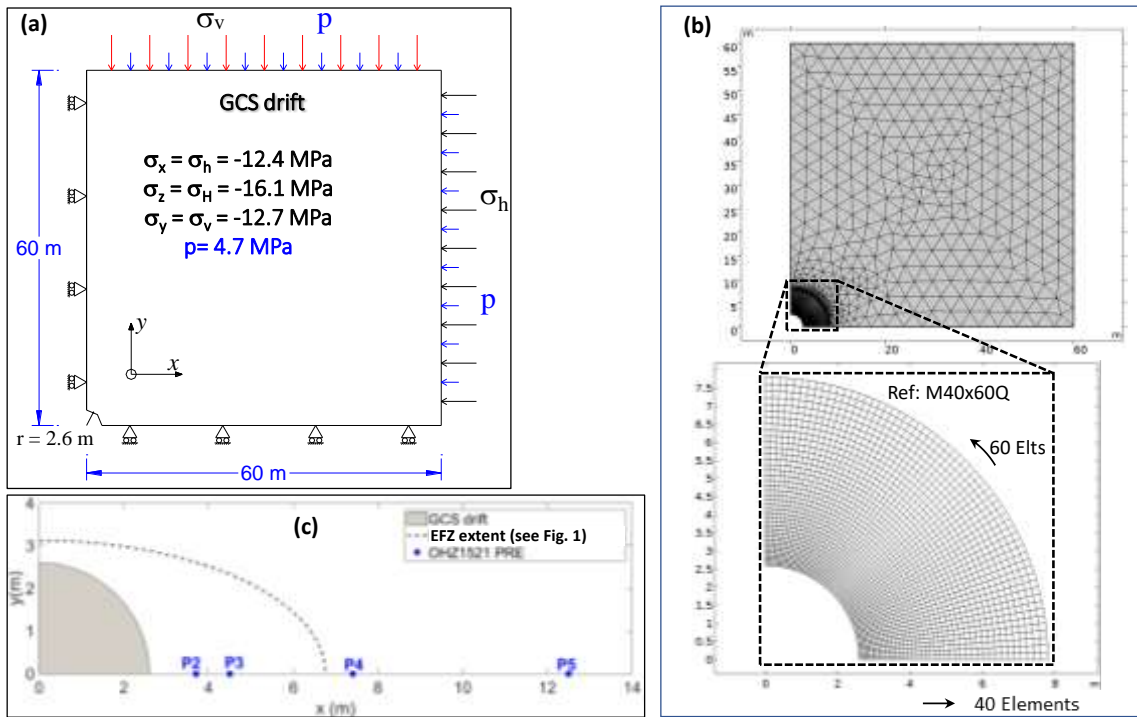 (a)
σv
p
GCS drift
σx = σh = -12.4 MPa
σz = σH = -16.1 MPa
σy = σv = -12.7 MPa
p= 4.7 MPa
σh
p
60 m
y
x
r = 2.6 m
60 m
(b)
m
60
55
50
45
40
35
30
25
20
15
10
5
0
0
20
40
60
m
Ref: M40x60Q
60 Elts
7.5
7
6.5
6
5.5
5
4.5
4
3.5
3
2.5
2
1.5
1
0.5
0
0
2
4
6
8
m
40 Elements
(c)
GCS drift
EFZ extent (see Fig. 1)
OHZ1521 PRE
4
3
2
1
0
y(m)
P2
P3
P4
P5
0
2
4
6
8
10
12
14
x (m)